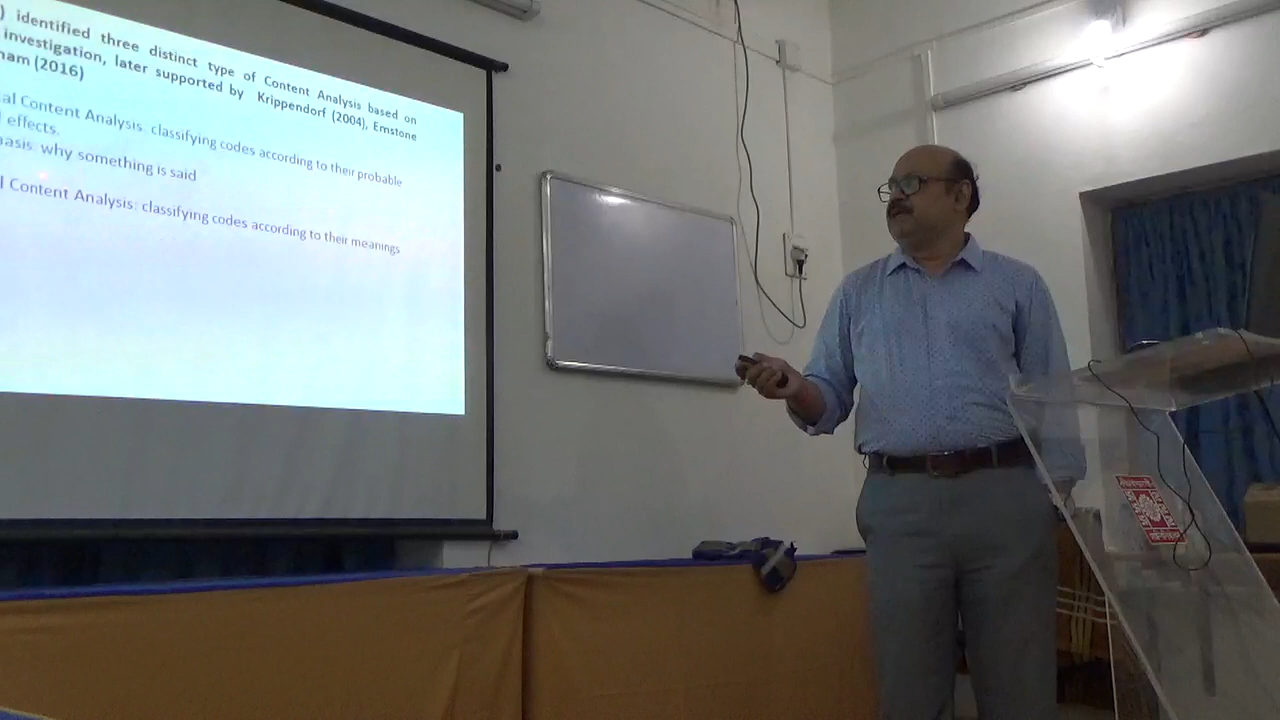 ) identified three distinct type of Content Analysis based on
investigation, later supported by Krippendorf (2004), Ernstone
ham (2016)
al Content Analysis: classifying codes according to their probable
effects.
hasis: why something is said
l Content Analysis: classifying codes according to their meanings